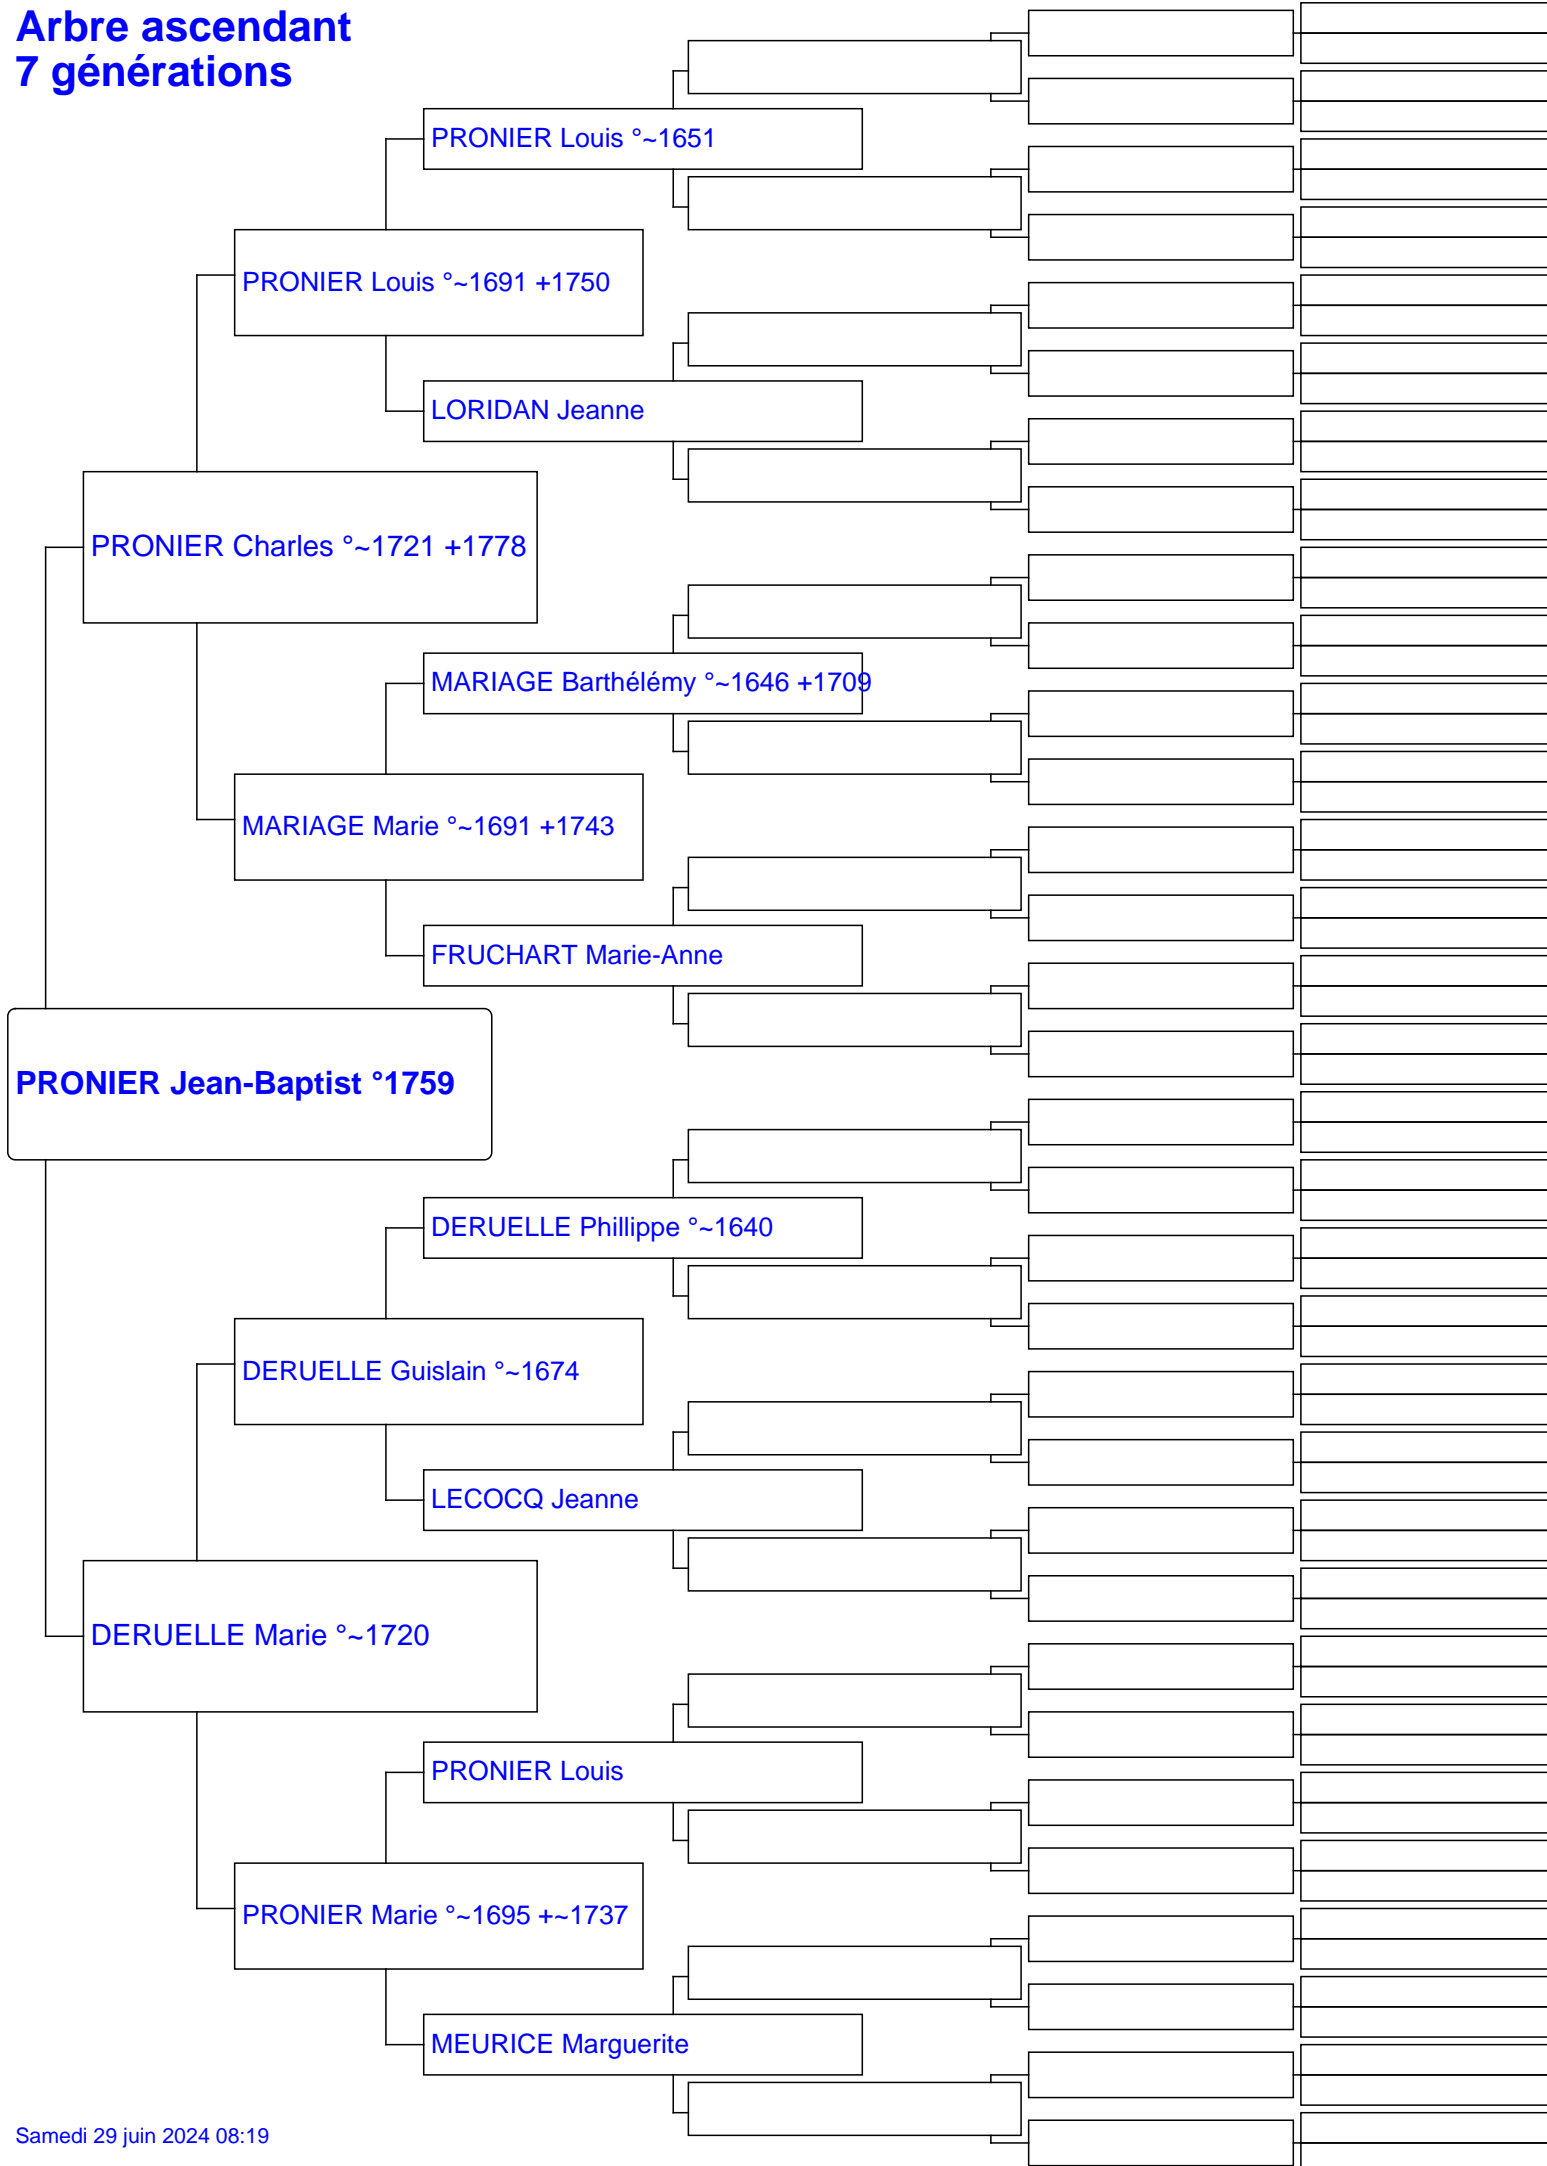 Arbre ascendant
7 générations
PRONIER Louis °~1651
PRONIER Louis °~1691 +1750
LORIDAN Jeanne
PRONIER Charles °~1721 +1778
MARIAGE Barthélémy °~1646 +1709
MARIAGE Marie °~1691 +1743
FRUCHART Marie-Anne
PRONIER Jean-Baptist °1759
DERUELLE Phillippe °~1640
DERUELLE Guislain °~1674
LECOCQ Jeanne
DERUELLE Marie °~1720
PRONIER Louis
PRONIER Marie °~1695 +~1737
MEURICE Marguerite
Samedi 29 juin 2024 08:19